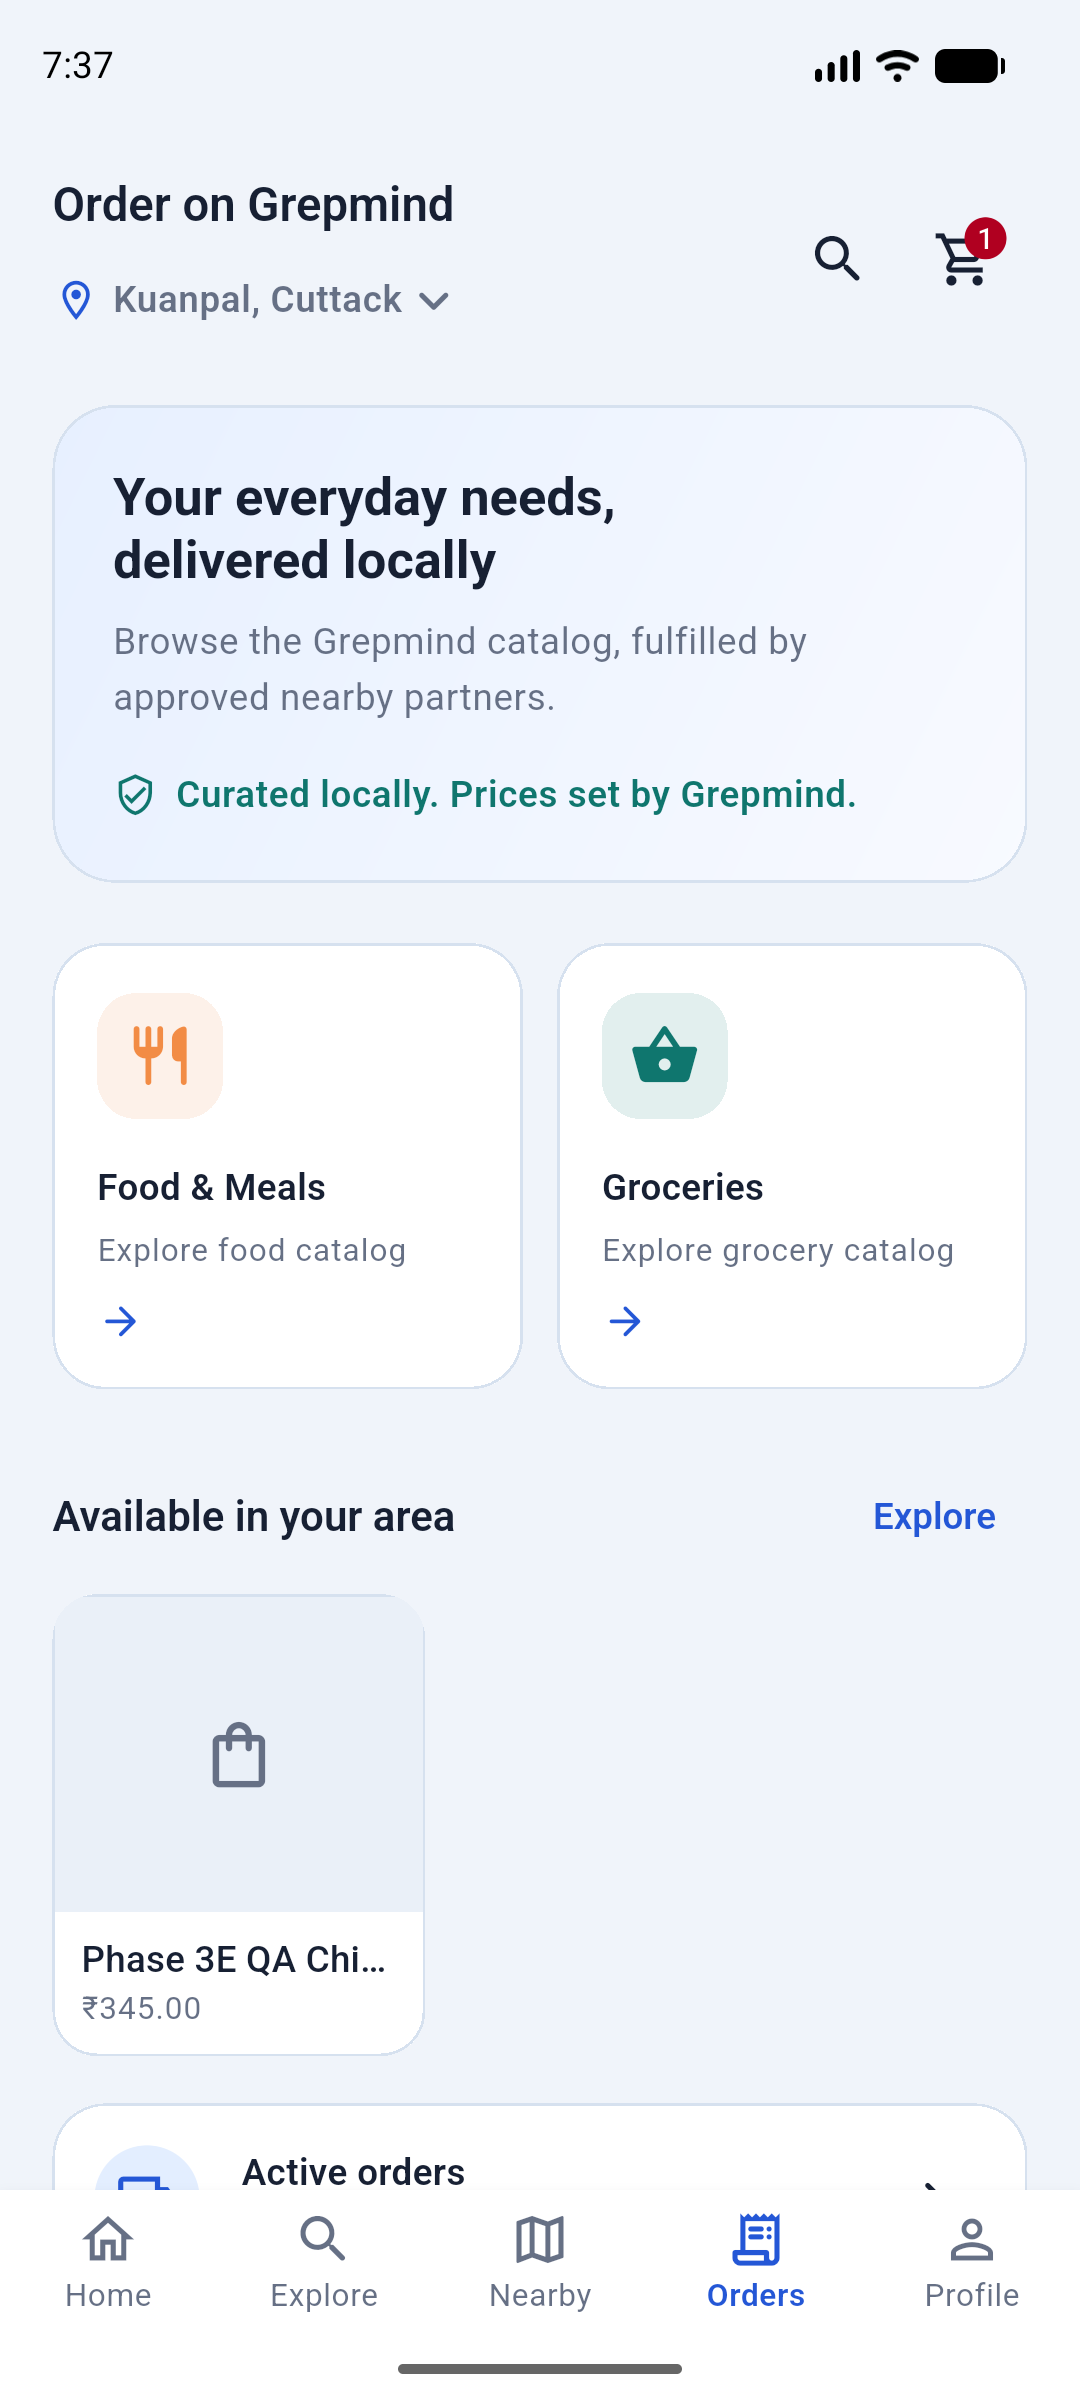 7:37
Order on Grepmind
1
Kuanpal, Cuttack
Your everyday needs,
delivered locally
Browse the Grepmind catalog, fulfilled by
approved nearby partners.
Curated locally. Prices set by Grepmind.
Food & Meals
Explore food catalog
Groceries
Explore grocery catalog
Available in your area
Explore
Phase 3E QA Chi...
₹345.00
Active orders
Home
Explore
Nearby
Orders
Profile